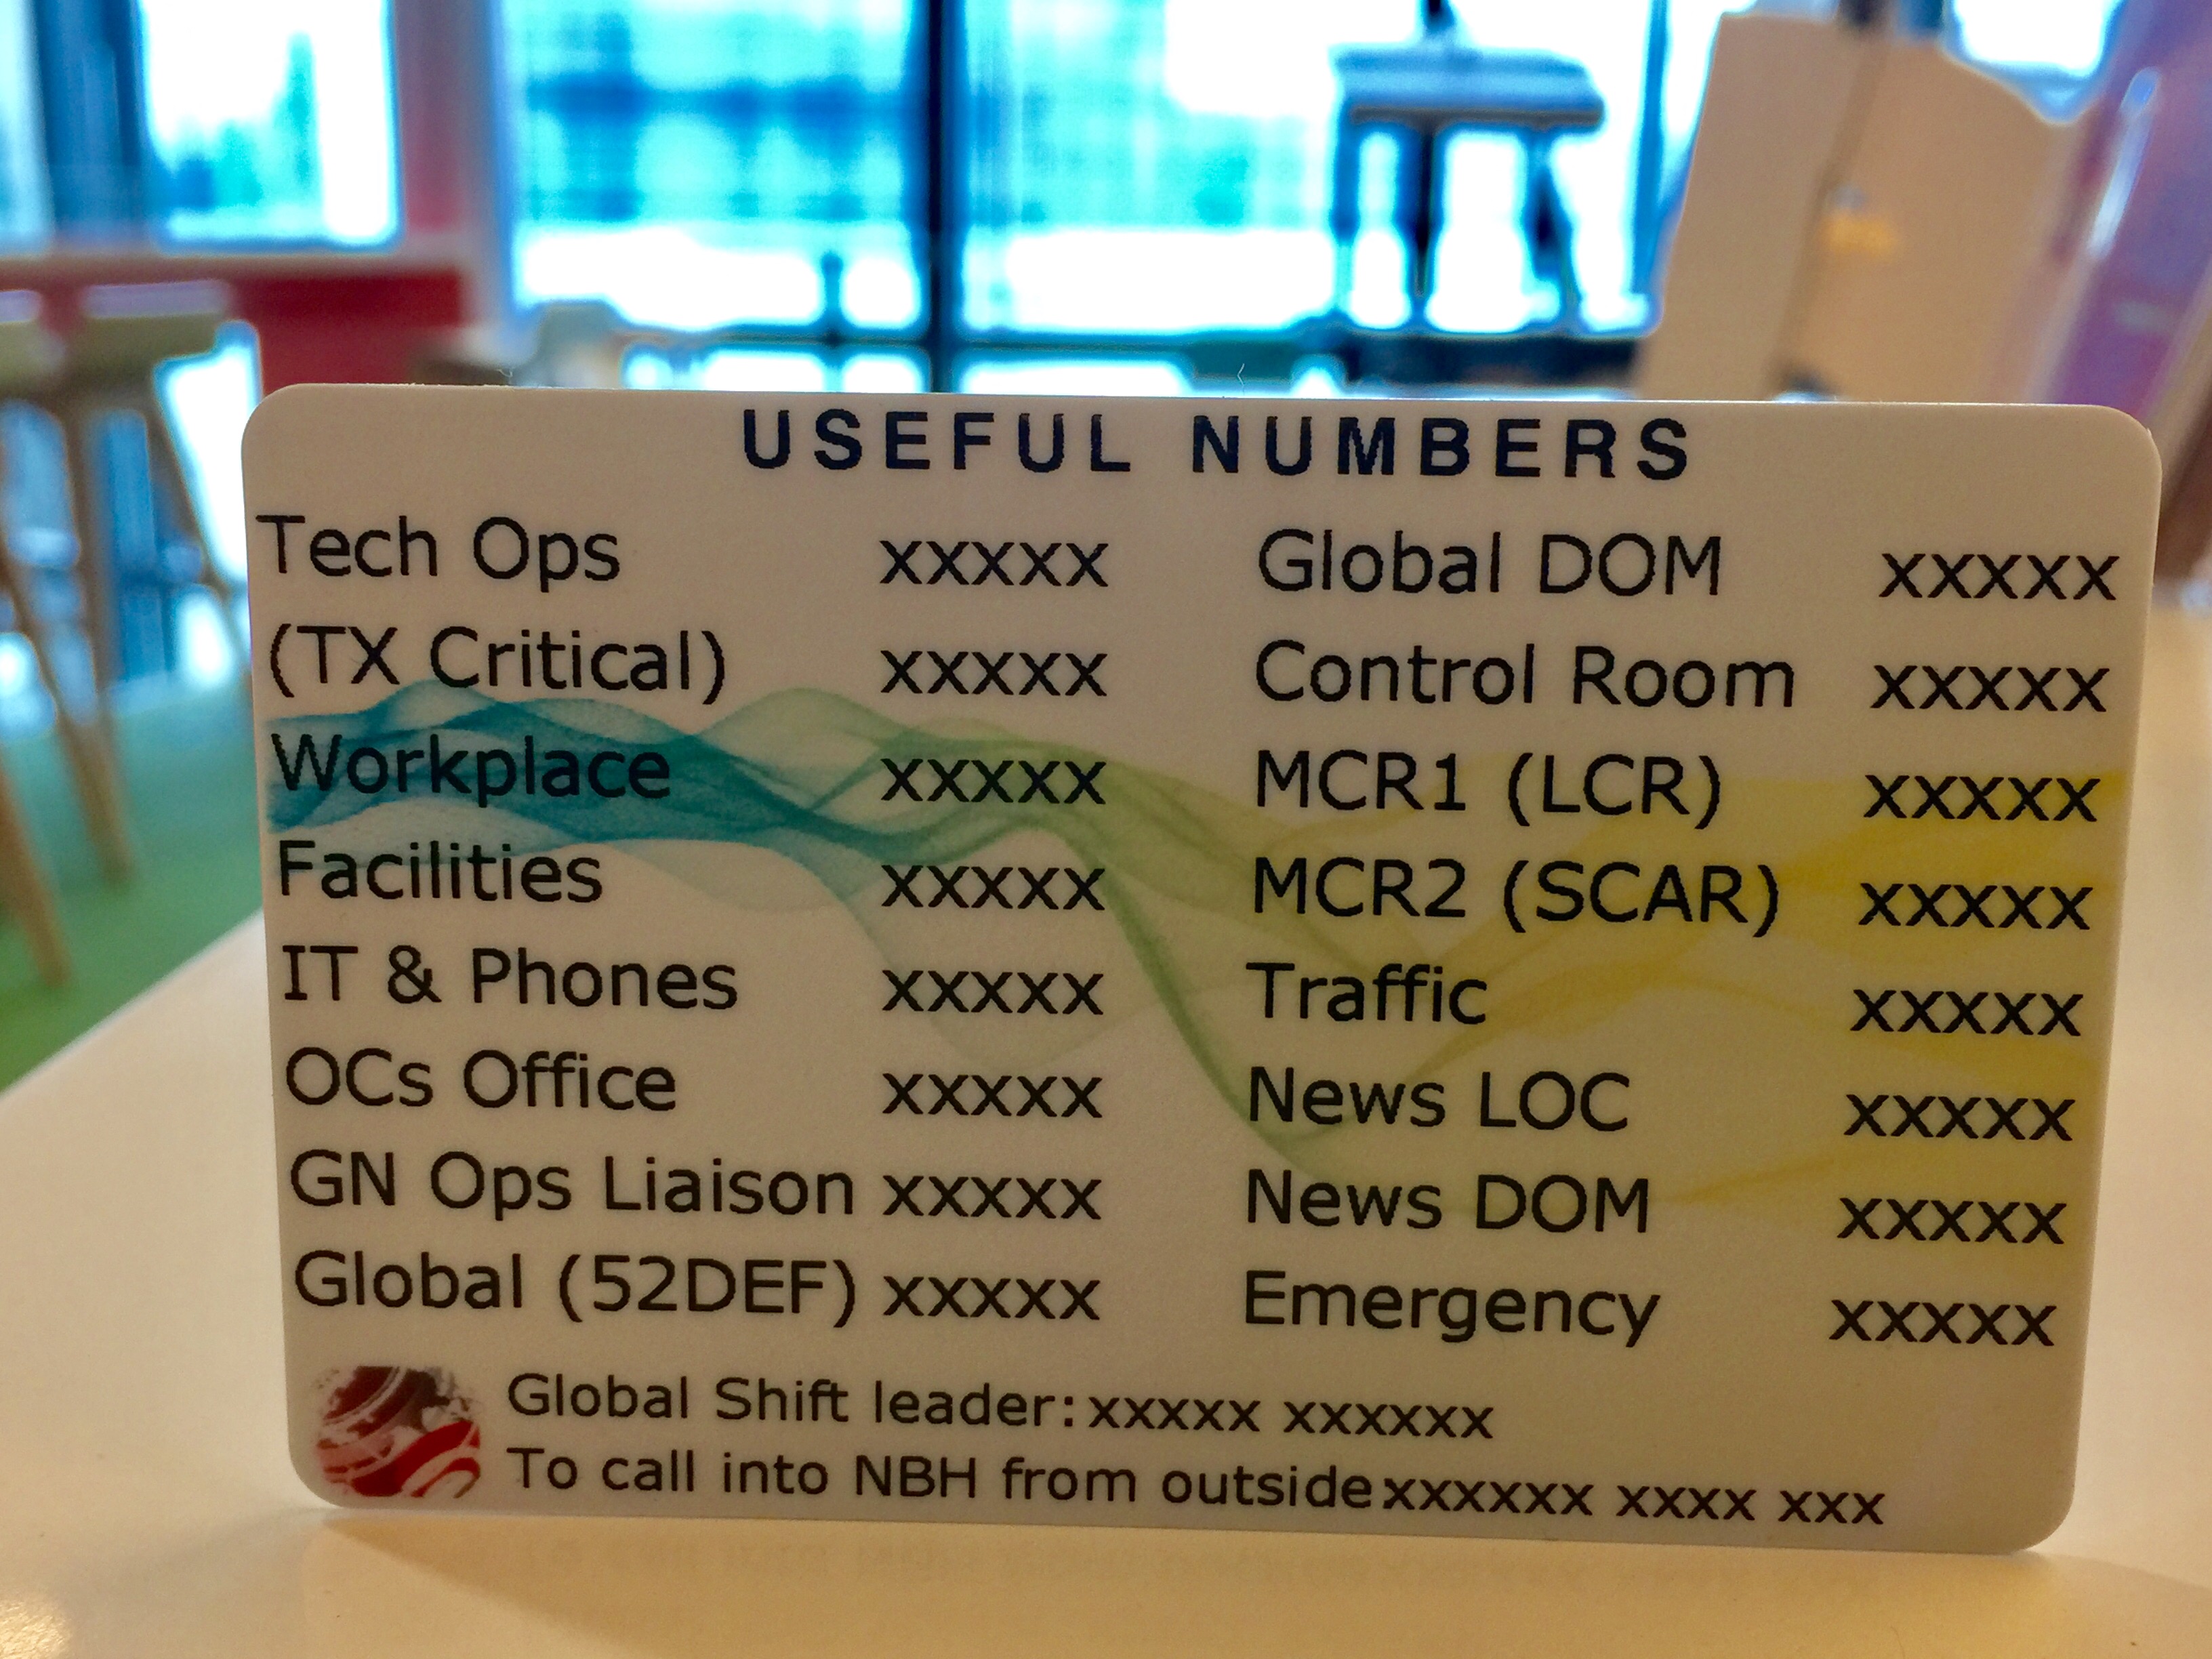 USEFUL NUMBERS
Tech Ops xxxxx Global DOM xxxxx
(TX Critical) xxxxx Control Room xxxxx
Workplace xxxxx MCR1 (LCR) xxxxx
Facilities xxxxx MCR2 (SCAR) xxxxx
IT & Phones xxxxx Traffic xxxxx
OCs Office xxxxx News LOC xxxxx
GN Ops Liaison xxxxx News DOM xxxxx
Global (52DEF) xxxxx Emergency xxxxx
Global Shift leader: xxxxx xxxxxx
To call into NBH from outside xxxxxx xxxx xxx